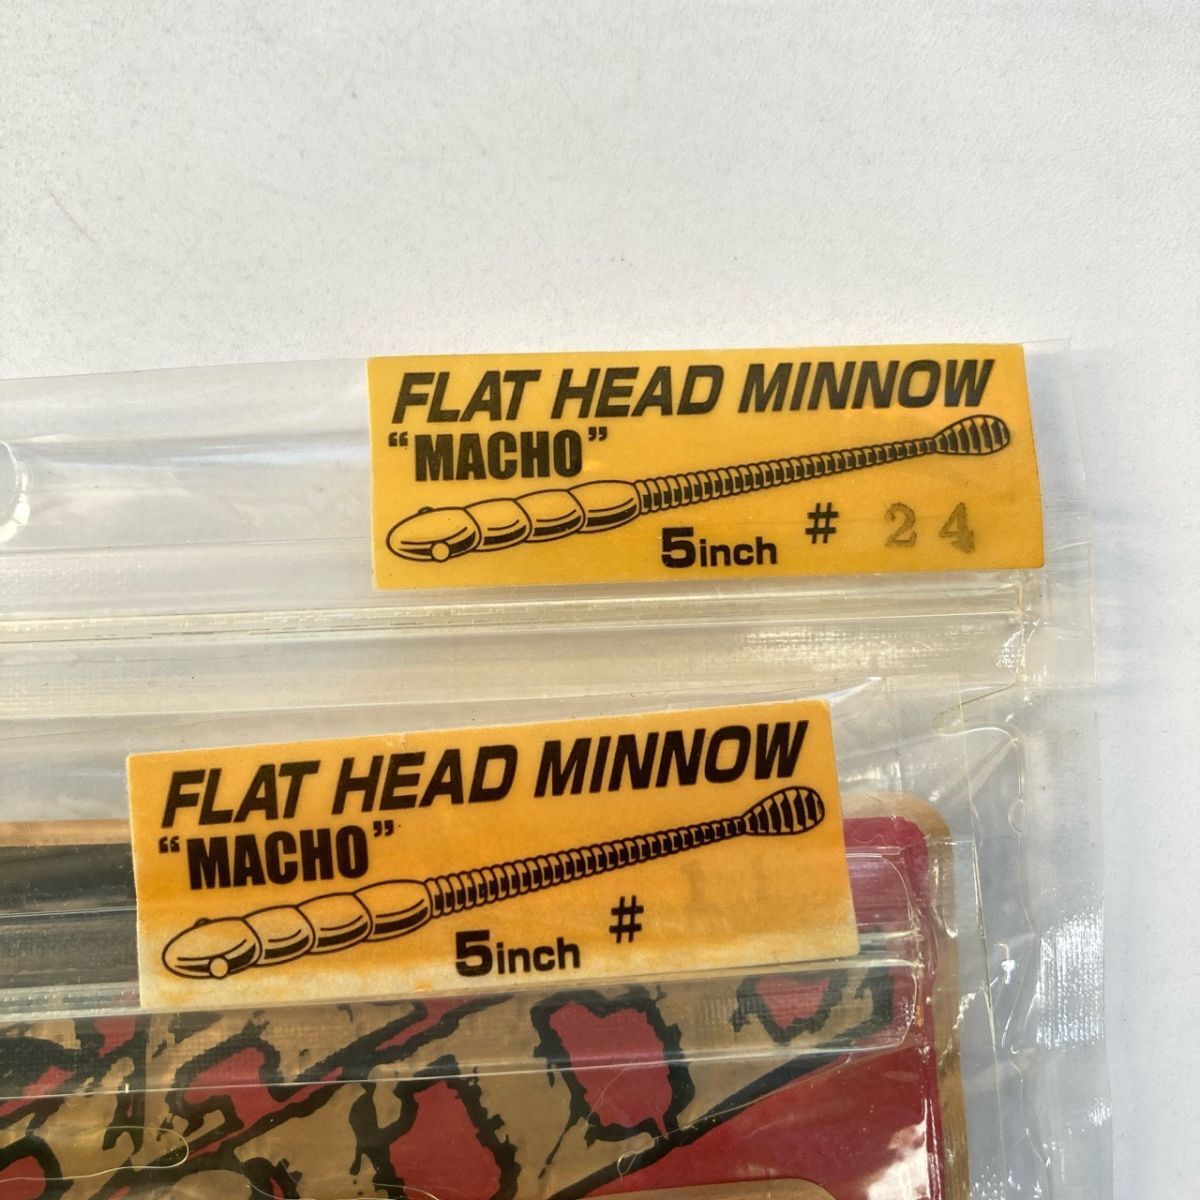 FLAT HEAD MINNOW
“MACHO”
5inch # 24
FLAT HEAD MINNOW
“MACHO”
5inch #